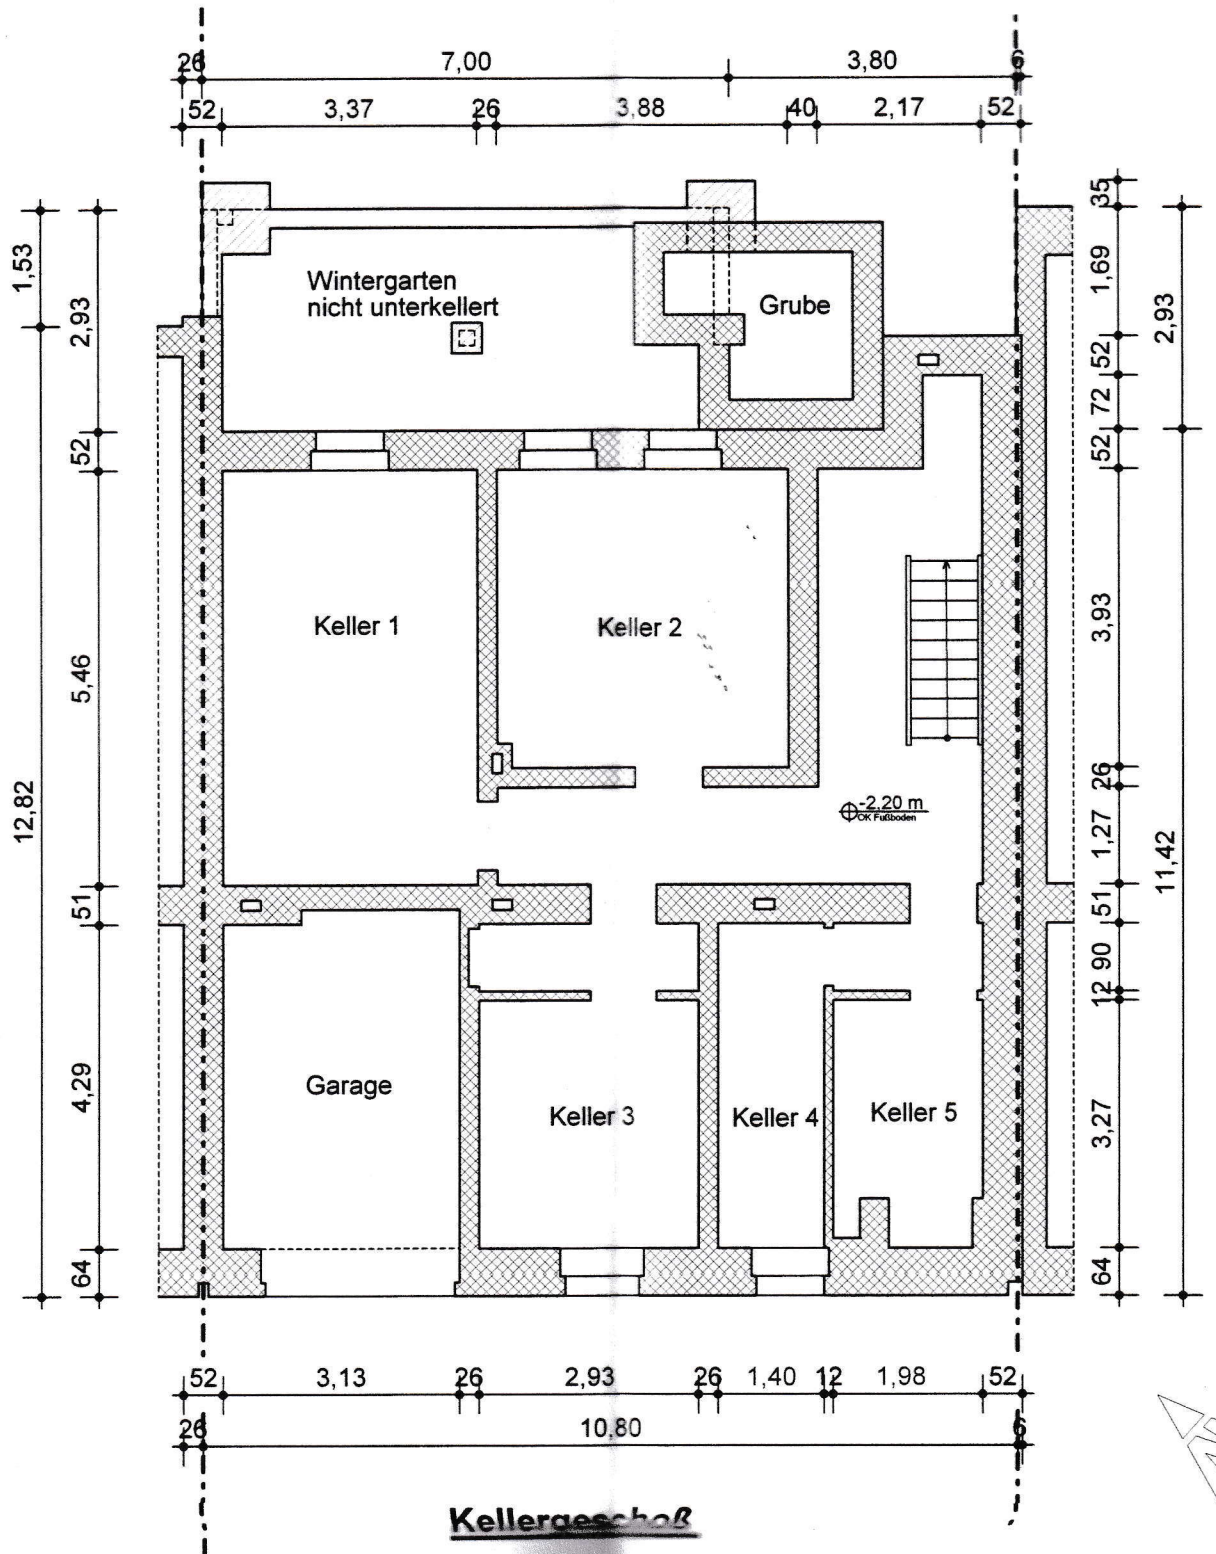 26 7,00 3,80 6
52 3,37 26 3,88 40 2,17 52
35
1,53
2,93
1,69
2,93
Wintergarten
nicht unterkellert
Grube
52
72
52
52
Keller 1
Keller 2
3,93
5,46
12,82
26
-2,20 m
OK Fußboden
1,27
11,42
51
51
90
12
4,29
Garage
Keller 3
Keller 4
Keller 5
3,27
64
64
52 3,13 26 2,93 26 1,40 12 1,98 52
26 10,80 6
Kellergeschoß